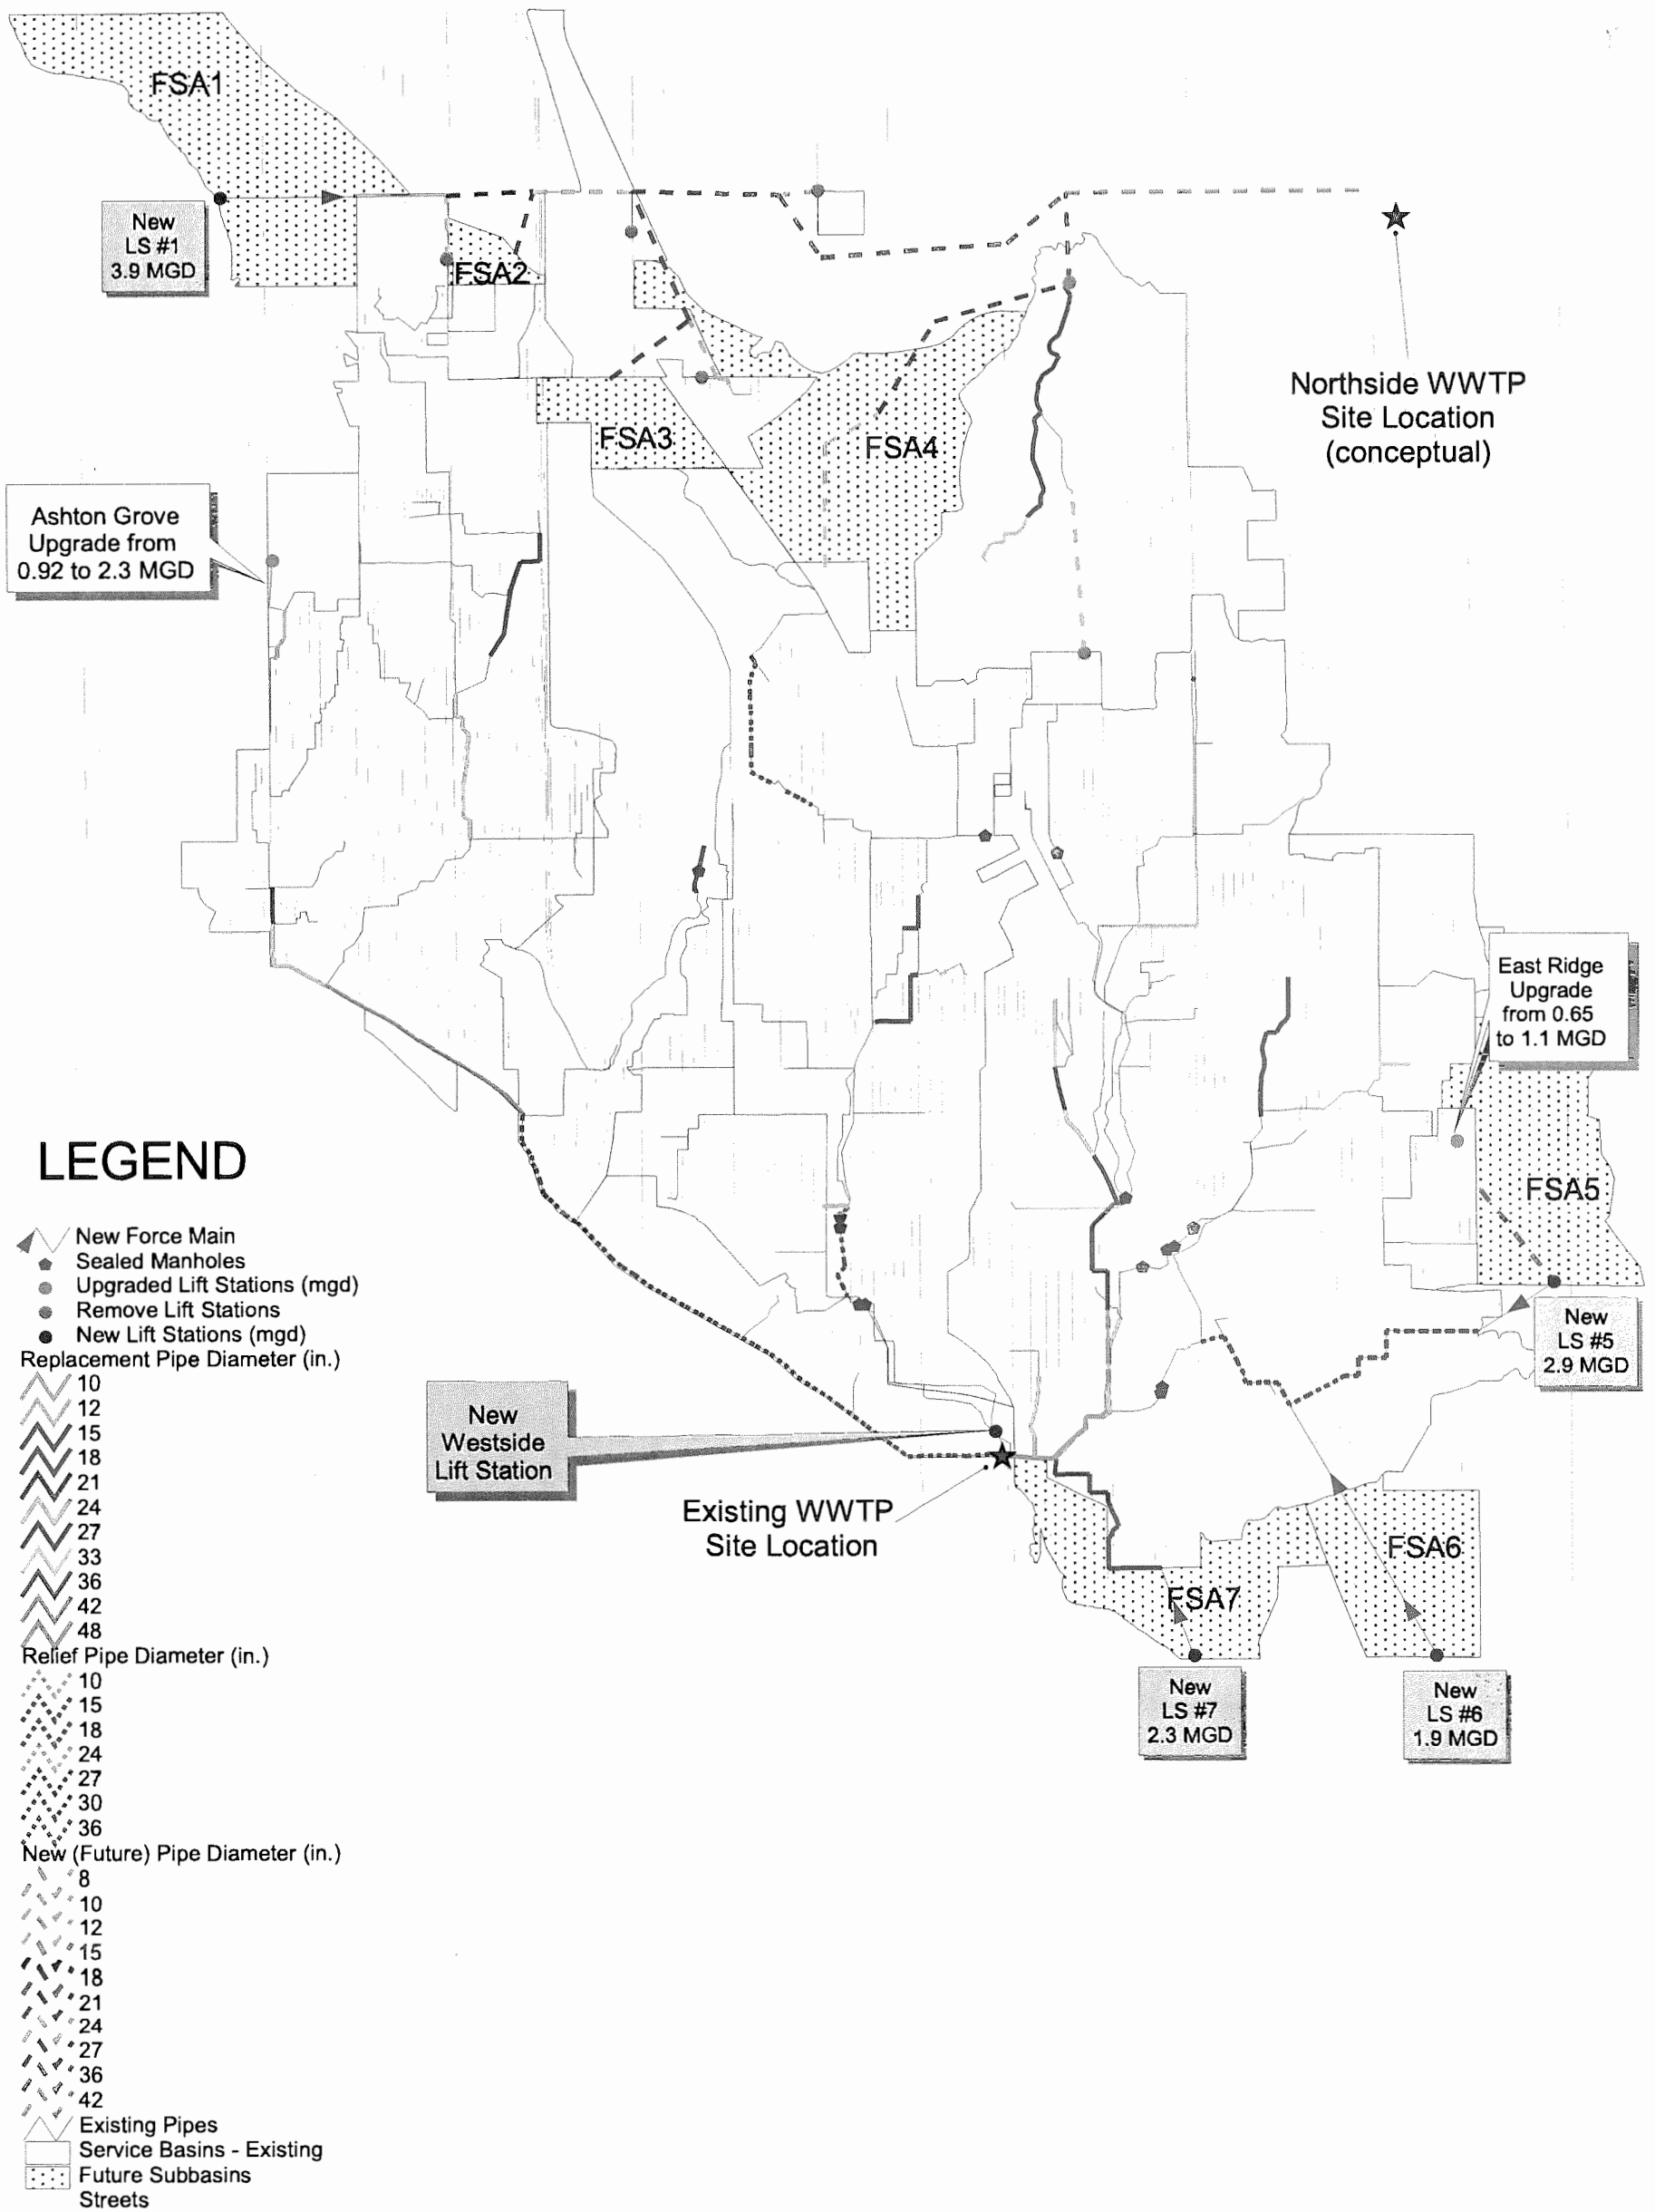 FSA1
New
LS #1
3.9 MGD
FSA2
Northside WWTP
Site Location
(conceptual)
FSA3
FSA4
Ashton Grove
Upgrade from
0.92 to 2.3 MGD
East Ridge
Upgrade
from 0.65
to 1.1 MGD
FSA5
New
LS #5
2.9 MGD
New
Westside
Lift Station
Existing WWTP
Site Location
FSA6
FSA7
New
LS #7
2.3 MGD
New
LS #6
1.9 MGD
LEGEND
New Force Main
Sealed Manholes
Upgraded Lift Stations (mgd)
Remove Lift Stations
New Lift Stations (mgd)
Replacement Pipe Diameter (in.)
10
12
15
18
21
24
27
33
36
42
48
Relief Pipe Diameter (in.)
10
15
18
24
27
30
36
New (Future) Pipe Diameter (in.)
8
10
12
15
18
21
24
27
36
42
Existing Pipes
Service Basins - Existing
Future Subbasins
Streets